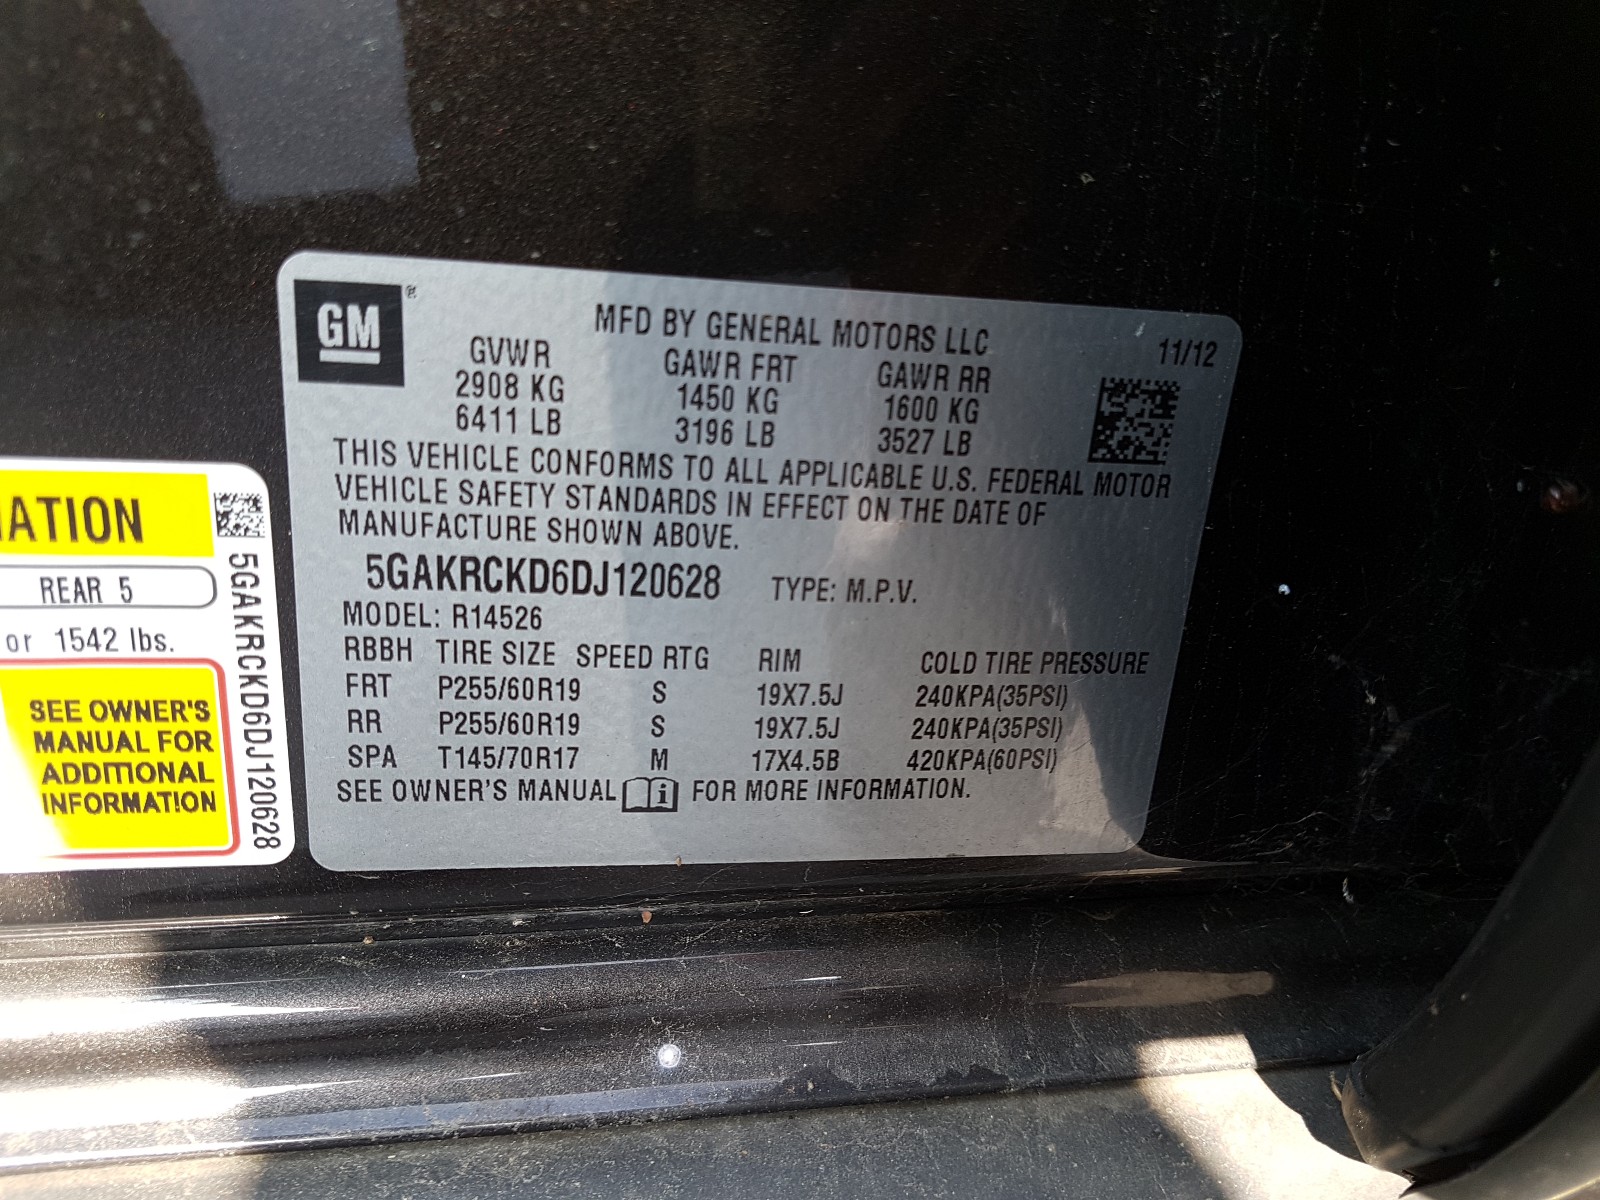 GM ®
MFD BY GENERAL MOTORS LLC
11/12
GVWR GAWR FRT GAWR RR
2908 KG 1450 KG 1600 KG
6411 LB 3196 LB 3527 LB
THIS VEHICLE CONFORMS TO ALL APPLICABLE U.S. FEDERAL MOTOR
VEHICLE SAFETY STANDARDS IN EFFECT ON THE DATE OF
MANUFACTURE SHOWN ABOVE.
5GAKRCKD6DJ120628 TYPE: M.P.V.
MODEL: R14526
RBBH TIRE SIZE SPEED RTG RIM COLD TIRE PRESSURE
FRT P255/60R19 S 19X7.5J 240KPA(35PSI)
RR P255/60R19 S 19X7.5J 240KPA(35PSI)
SPA T145/70R17 M 17X4.5B 420KPA(60PSI)
SEE OWNER'S MANUAL i FOR MORE INFORMATION.
ATION
REAR 5
or 1542 lbs.
SEE OWNER'S
MANUAL FOR
ADDITIONAL
INFORMATION
5GAKRCKD6DJ120628